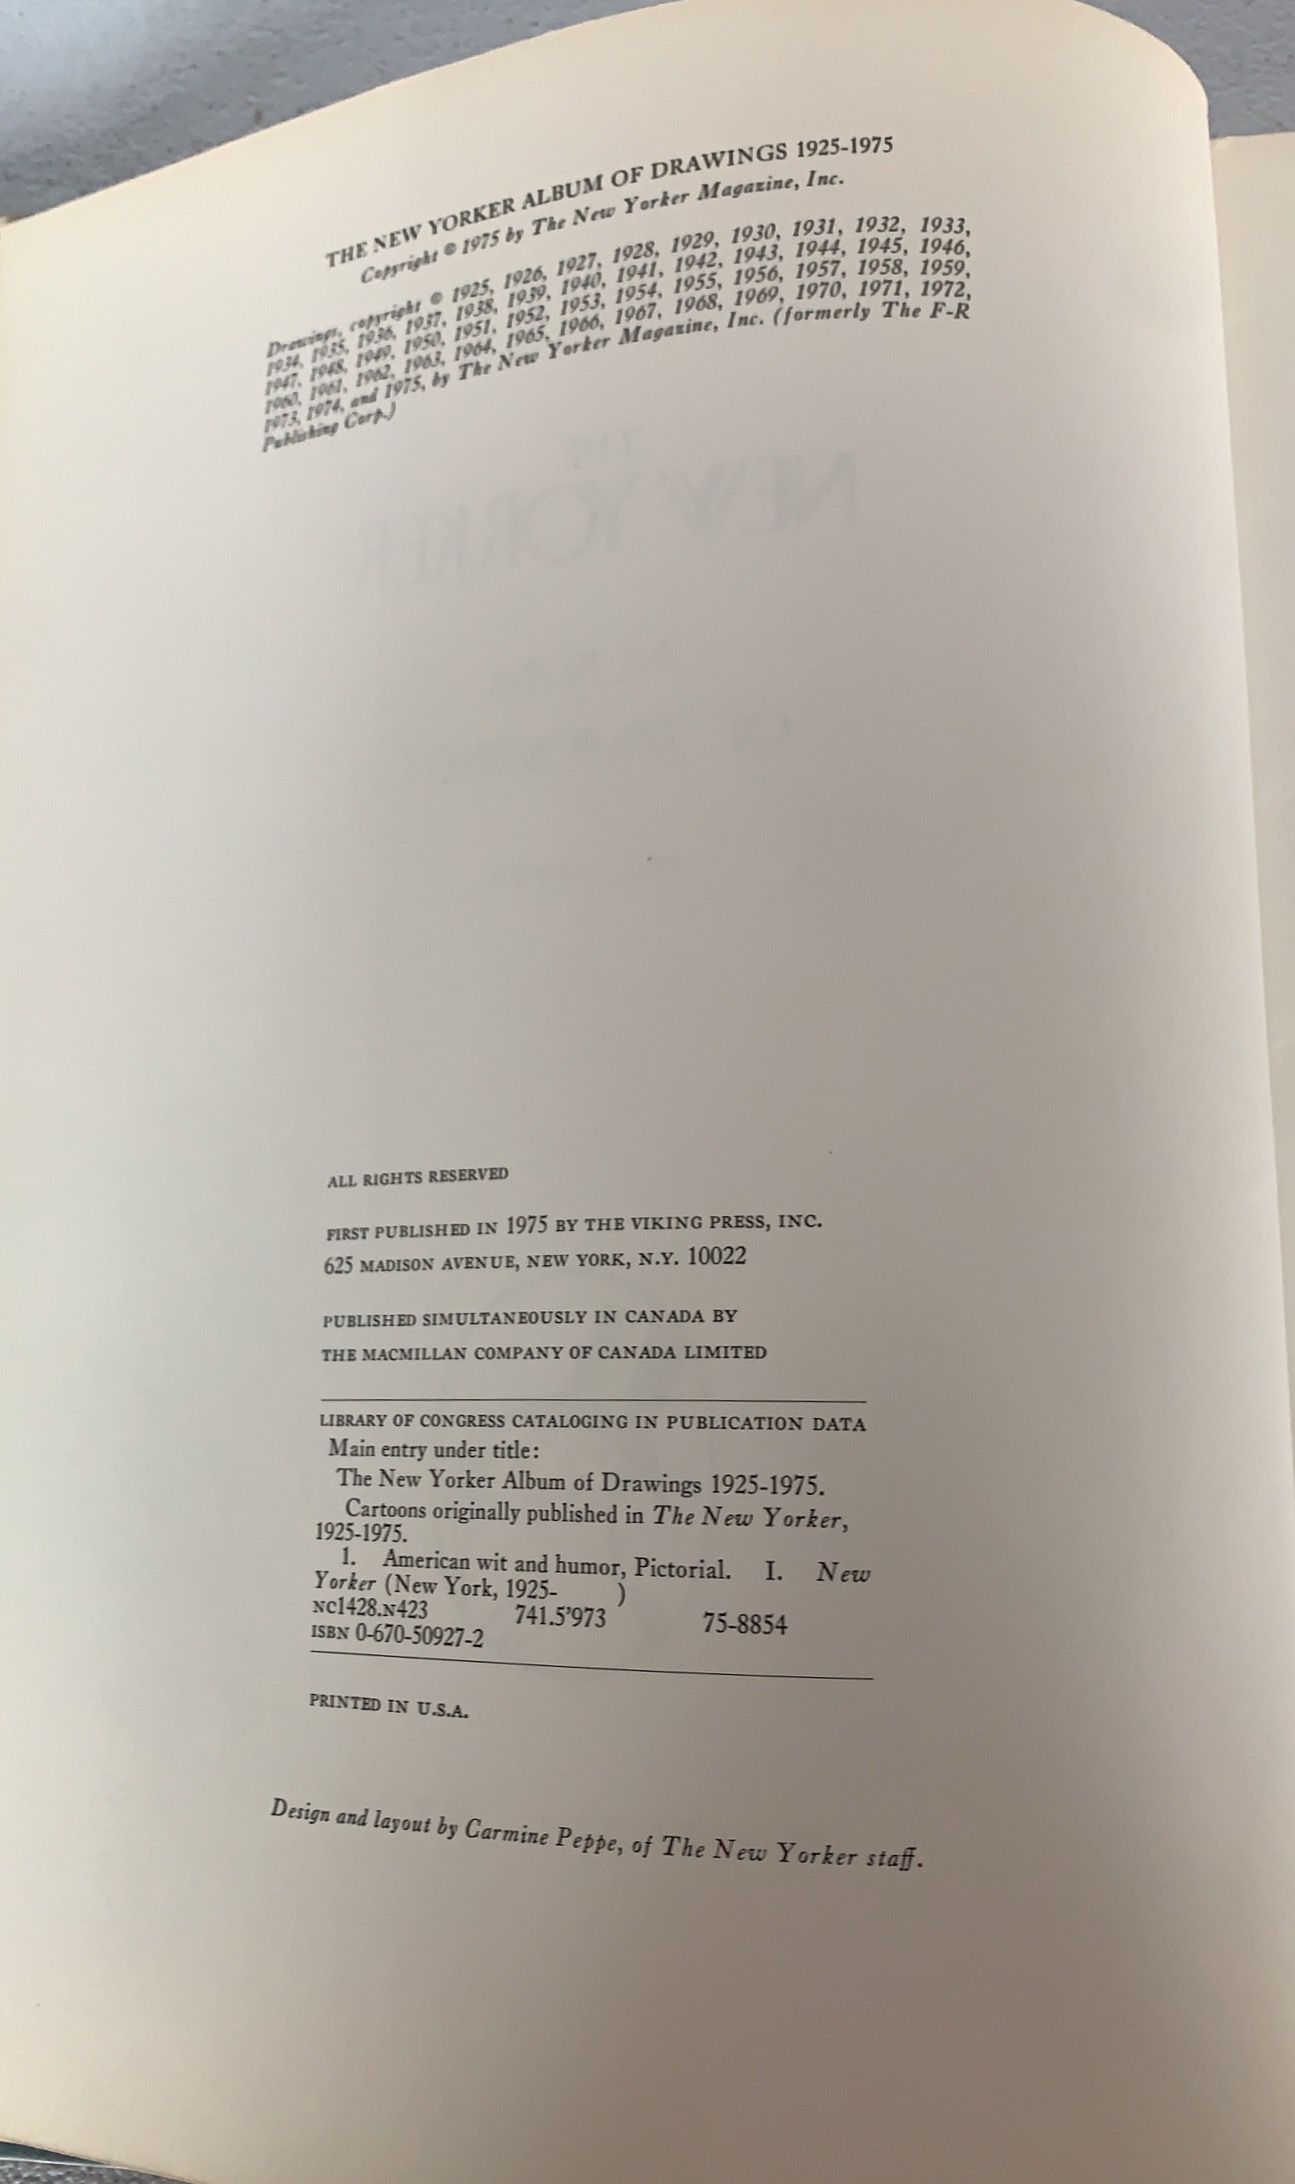 THE NEW YORKER ALBUM OF DRAWINGS 1925-1975
Copyright © 1975 by The New Yorker Magazine, Inc.
Drawings, copyright © 1925, 1926, 1927, 1928, 1929, 1930, 1931, 1932, 1933,
1934, 1935, 1936, 1937, 1938, 1939, 1940, 1941, 1942, 1943, 1944, 1945, 1946,
1947, 1948, 1949, 1950, 1951, 1952, 1953, 1954, 1955, 1956, 1957, 1958, 1959,
1960, 1961, 1962, 1963, 1964, 1965, 1966, 1967, 1968, 1969, 1970, 1971, 1972,
1973, 1974, and 1975, by The New Yorker Magazine, Inc. (formerly The F-R
Publishing Corp.)
THE
NEW YORKER
ALL RIGHTS RESERVED
FIRST PUBLISHED IN 1975 BY THE VIKING PRESS, INC.
625 MADISON AVENUE, NEW YORK, N.Y. 10022
PUBLISHED SIMULTANEOUSLY IN CANADA BY
THE MACMILLAN COMPANY OF CANADA LIMITED
LIBRARY OF CONGRESS CATALOGING IN PUBLICATION DATA
Main entry under title:
The New Yorker Album of Drawings 1925-1975.
Cartoons originally published in The New Yorker,
1925-1975.
1. American wit and humor, Pictorial. I. New
Yorker (New York, 1925- )
NC1428.N423 741.5'973 75-8854
ISBN 0-670-50927-2
PRINTED IN U.S.A.
Design and layout by Carmine Peppe, of The New Yorker staff.